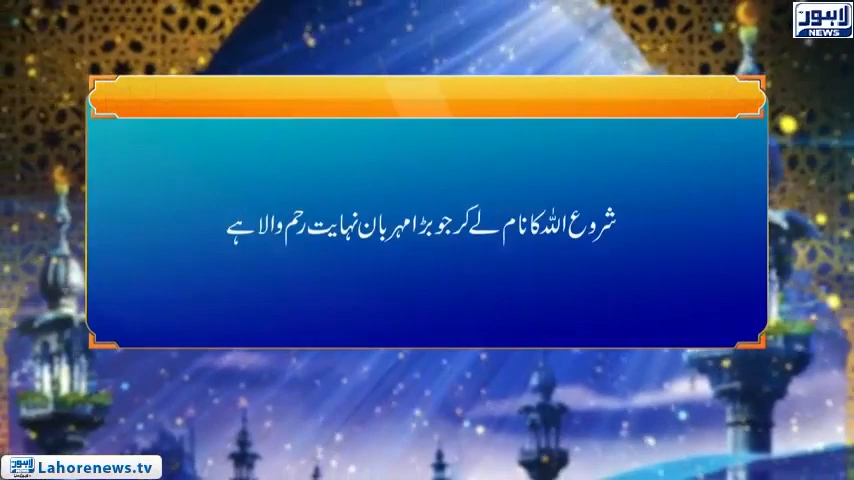 لاہور
NEWS
شروع اللہ کا نام لے کر جو بڑا مہربان نہایت رحم والا ہے
لاہور
Lahorenews.tv